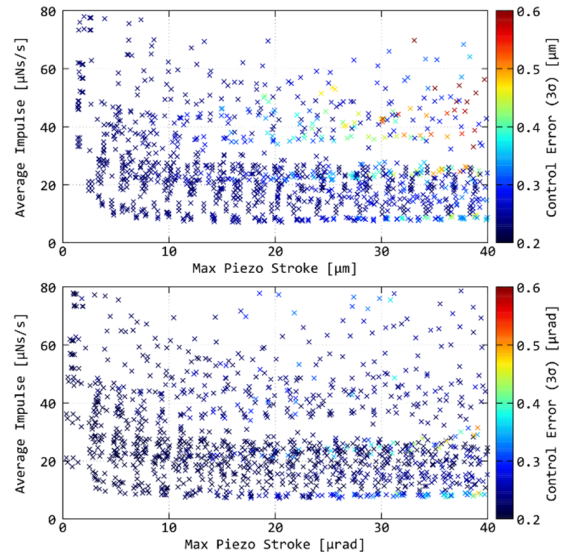 80
60
40
20
0
Average Impulse [μNs/s]
0 10 20 30 40
Max Piezo Stroke [μm]
0.6
0.5
0.4
0.3
0.2
Control Error (3σ) [μm]
80
60
40
20
0
Average Impulse [μNs/s]
0 10 20 30 40
Max Piezo Stroke [μrad]
0.6
0.5
0.4
0.3
0.2
Control Error (3σ) [μrad]